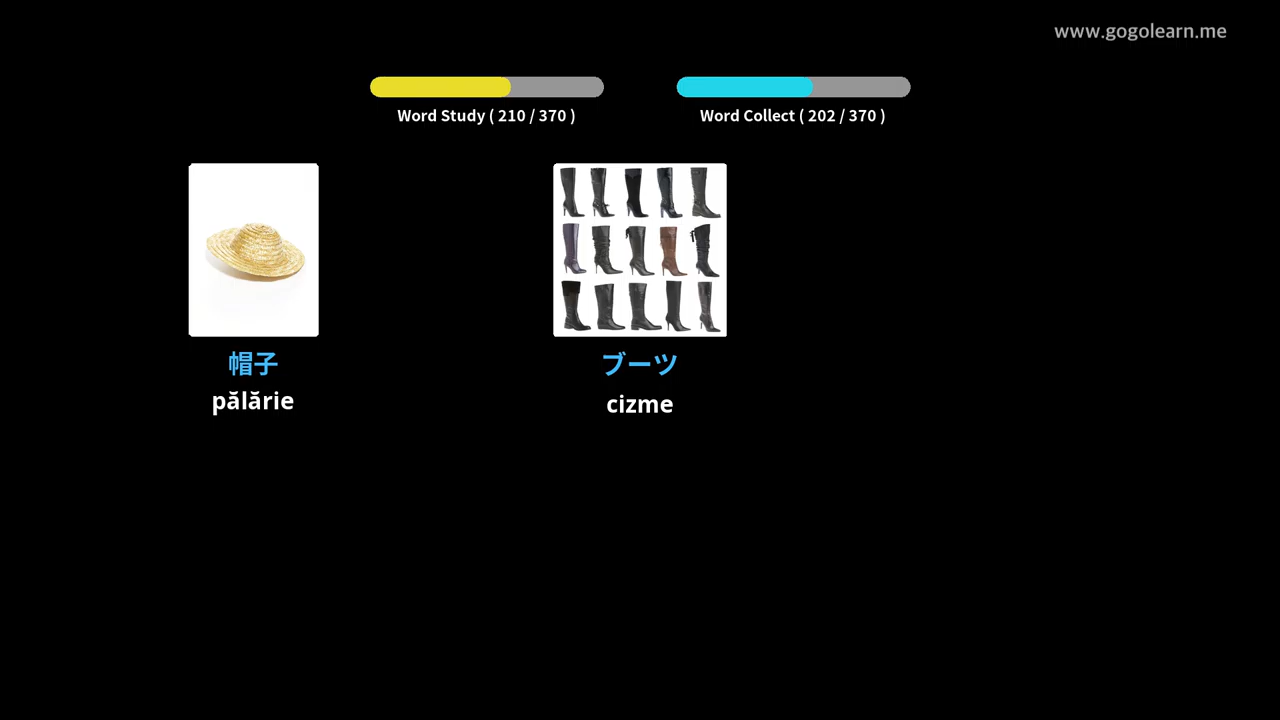 www.gogolearn.me
Word Study ( 210 / 370 )
Word Collect ( 202 / 370 )
帽子
pălărie
ブーツ
cizme